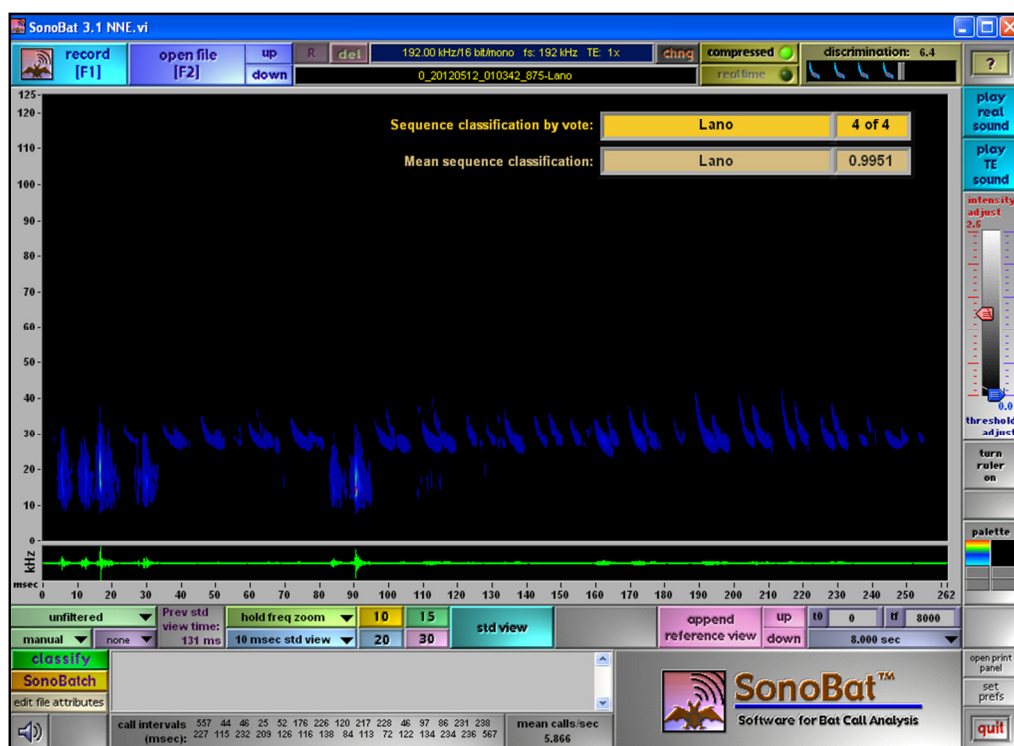 SonoBat 3.1 NNE.vi
record
[F1]
open file
[F2]
up
down
R
del
192.00 kHz/16 bit/mono fs: 192 kHz TE: 1x
0_20120512_010342_875-Lano
chng
compressed
realtime
discrimination: 6.4
?
Sequence classification by vote:
Lano
4 of 4
Mean sequence classification:
Lano
0.9951
125
120
110
100
90
80
70
60
50
40
30
20
10
0
kHz
msec
0 10 20 30 40 50 60 70 80 90 100 110 120 130 140 150 160 170 180 190 200 210 220 230 240 250 262
play
real
sound
play
TE
sound
intensity
adjust
2.5
0.0
threshold
adjust
turn
ruler
on
palette
unfiltered
manual
none
Prev std
view time:
131 ms
hold freq zoom
10 msec std view
10
15
20
30
std view
append
reference view
up
down
t0
0
tf
8000
8.000 sec
classify
SonoBatch
edit file attributes
call intervals
(msec):
557 44 46 25 52 176 226 120 217 228 46 97 86 231 238
227 115 232 209 126 116 138 84 113 72 122 134 234 236 567
mean calls/sec
5.866
SonoBat™
Software for Bat Call Analysis
open print
panel
set
prefs
quit